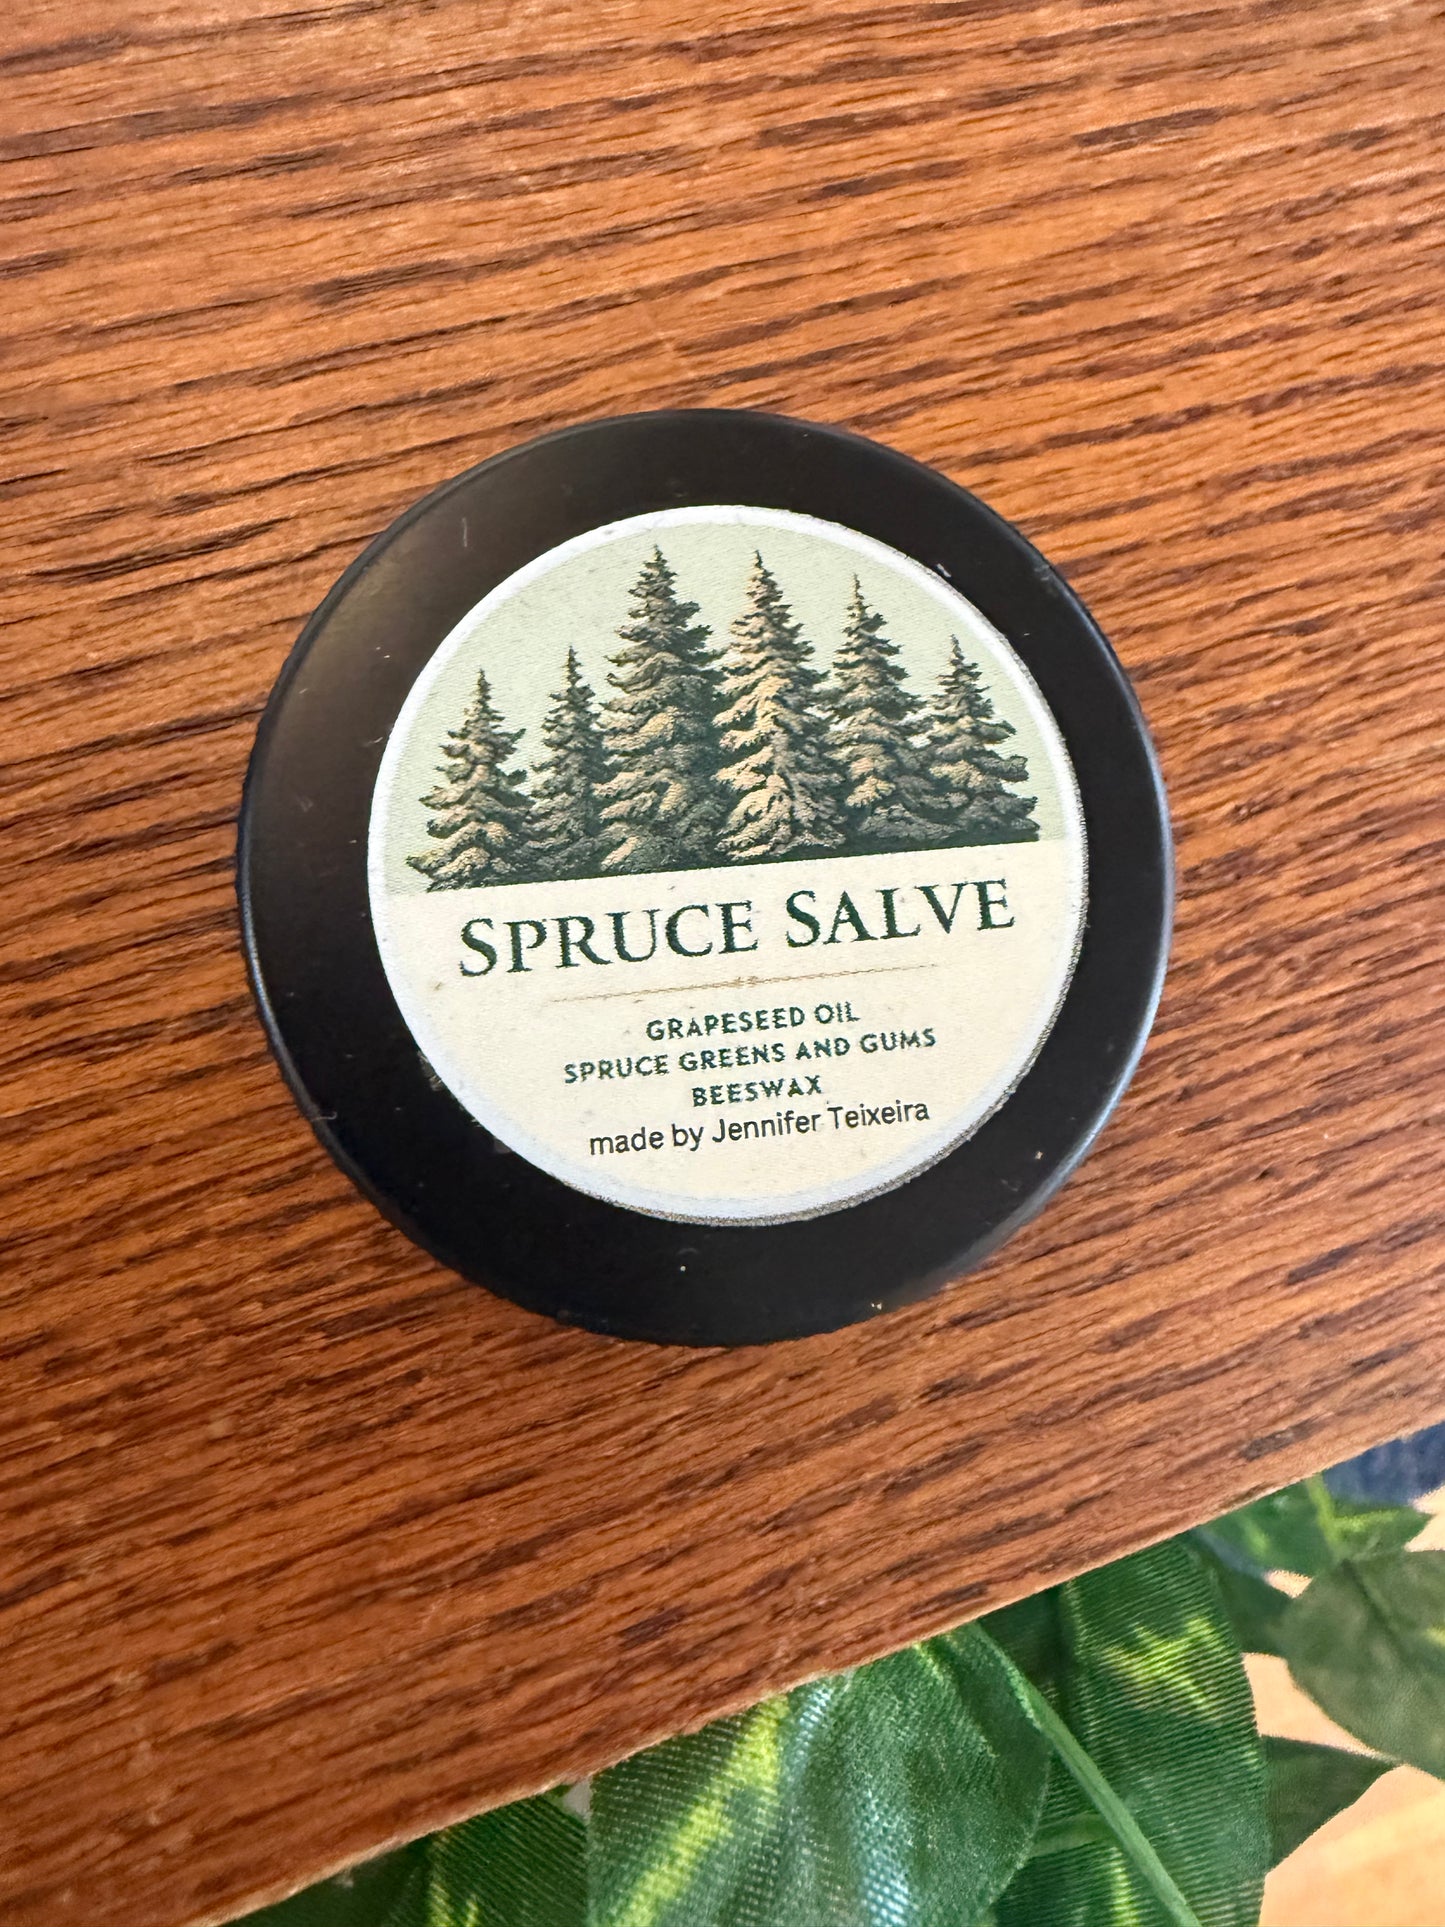 SPRUCE SALVE
GRAPESEED OIL
SPRUCE GREENS AND GUMS
BEESWAX
made by Jennifer Teixeira